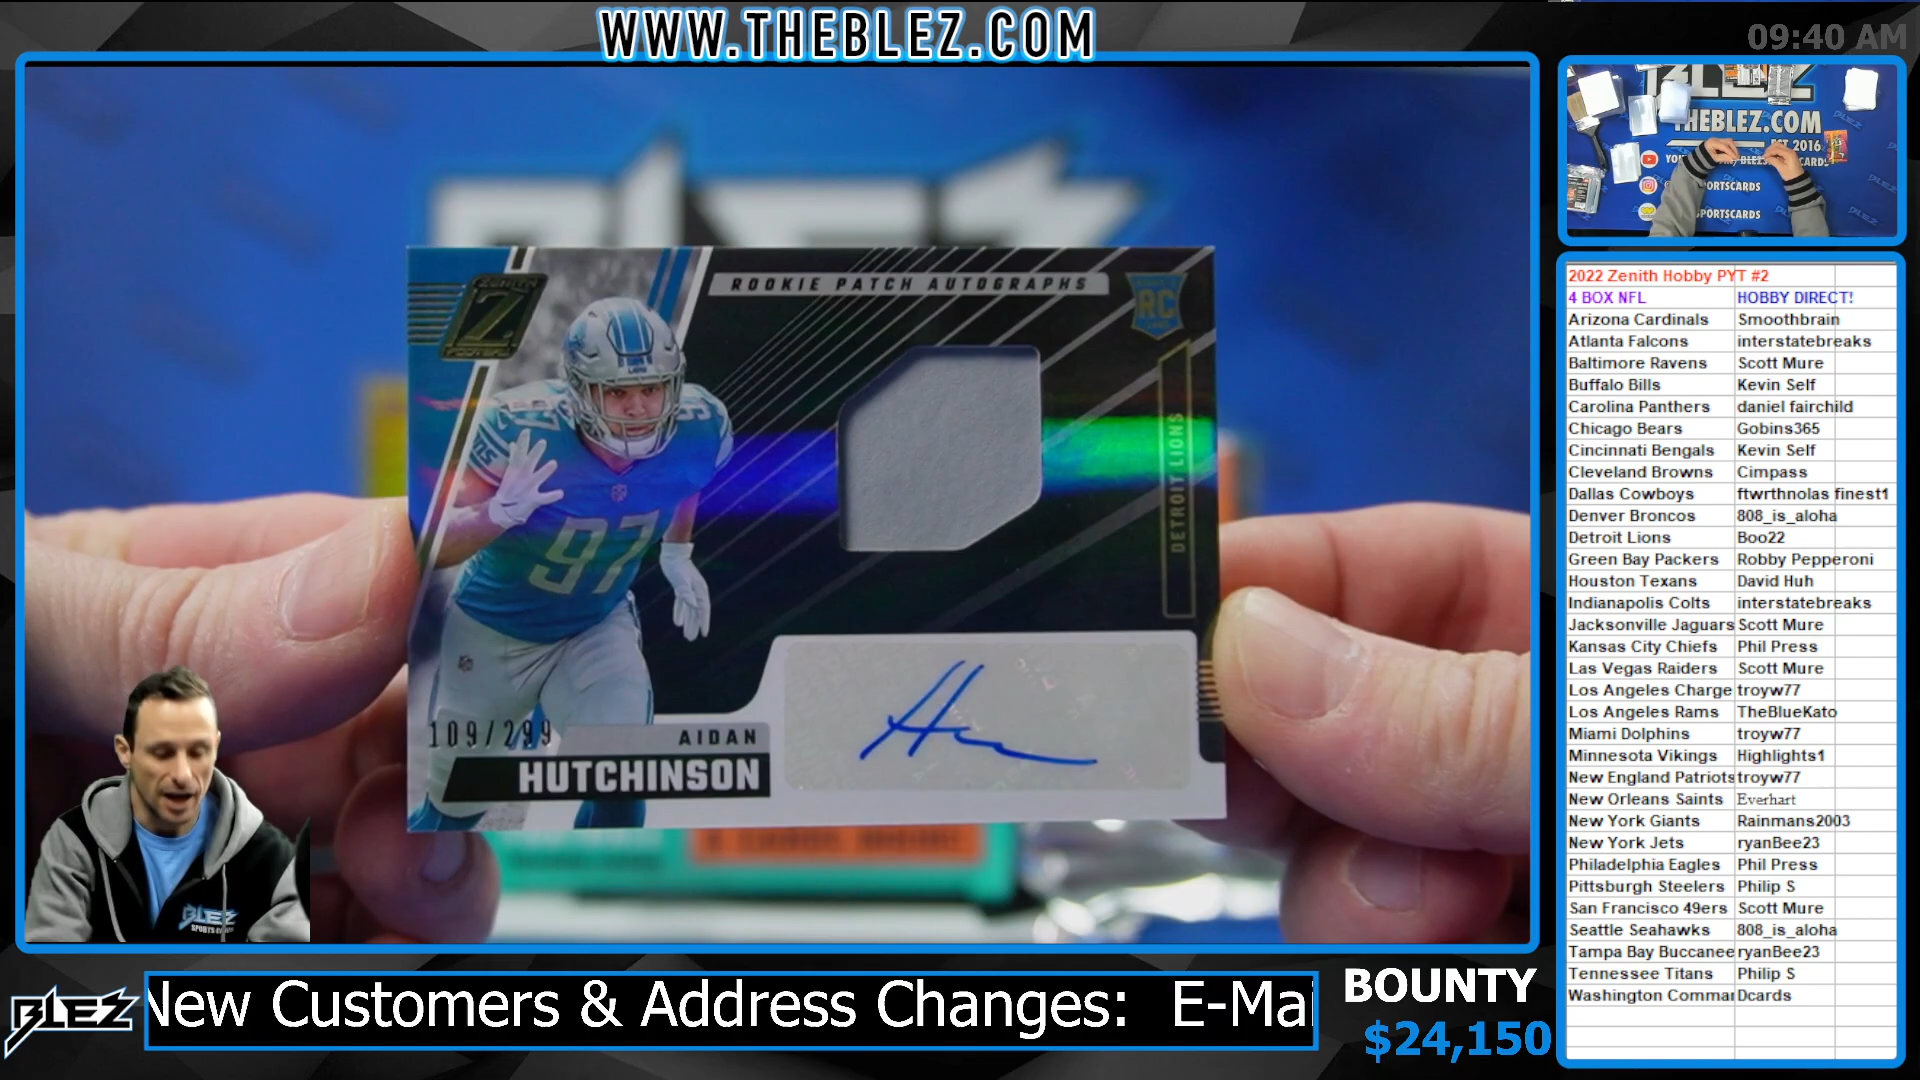 WWW.THEBLEZ.COM
09:40 AM
BLEZ
THEBLEZ.COM
EST 2016
ROOKIE PATCH AUTOGRAPHS
RC
ZENITH
Z
FOOTBALL
DETROIT LIONS
97
109/299
AIDAN
HUTCHINSON
BLEZ
2022 Zenith Hobby PYT #2
4 BOX NFL HOBBY DIRECT!
Arizona Cardinals Smoothbrain
Atlanta Falcons interstatebreaks
Baltimore Ravens Scott Mure
Buffalo Bills Kevin Self
Carolina Panthers daniel fairchild
Chicago Bears Gobins365
Cincinnati Bengals Kevin Self
Cleveland Browns Cimpass
Dallas Cowboys ftwrthnolas finest1
Denver Broncos 808_is_aloha
Detroit Lions Boo22
Green Bay Packers Robby Pepperoni
Houston Texans David Huh
Indianapolis Colts interstatebreaks
Jacksonville Jaguars Scott Mure
Kansas City Chiefs Phil Press
Las Vegas Raiders Scott Mure
Los Angeles Charge troyw77
Los Angeles Rams TheBlueKato
Miami Dolphins troyw77
Minnesota Vikings Highlights1
New England Patriots troyw77
New Orleans Saints Everhart
New York Giants Rainmans2003
New York Jets ryanBee23
Philadelphia Eagles Phil Press
Pittsburgh Steelers Philip S
San Francisco 49ers Scott Mure
Seattle Seahawks 808_is_aloha
Tampa Bay Buccanee ryanBee23
Tennessee Titans Philip S
Washington Comman Dcards
BLEZ
New Customers & Address Changes: E-Mai
BOUNTY
$24,150